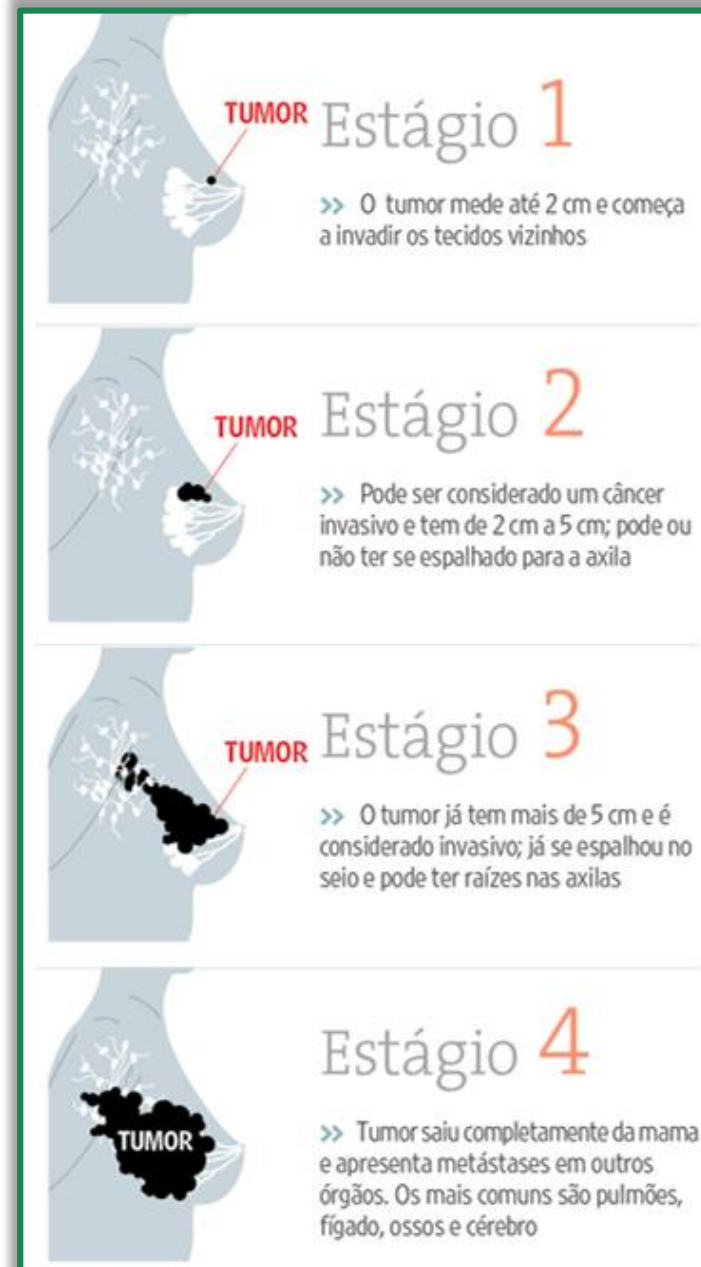 TUMOR
Estágio 1
>> O tumor mede até 2 cm e começa
a invadir os tecidos vizinhos
TUMOR
Estágio 2
>> Pode ser considerado um câncer
invasivo e tem de 2 cm a 5 cm; pode ou
não ter se espalhado para a axila
TUMOR
Estágio 3
>> O tumor já tem mais de 5 cm e é
considerado invasivo; já se espalhou no
seio e pode ter raízes nas axilas
TUMOR
Estágio 4
>> Tumor saiu completamente da mama
e apresenta metástases em outros
órgãos. Os mais comuns são pulmões,
fígado, ossos e cérebro